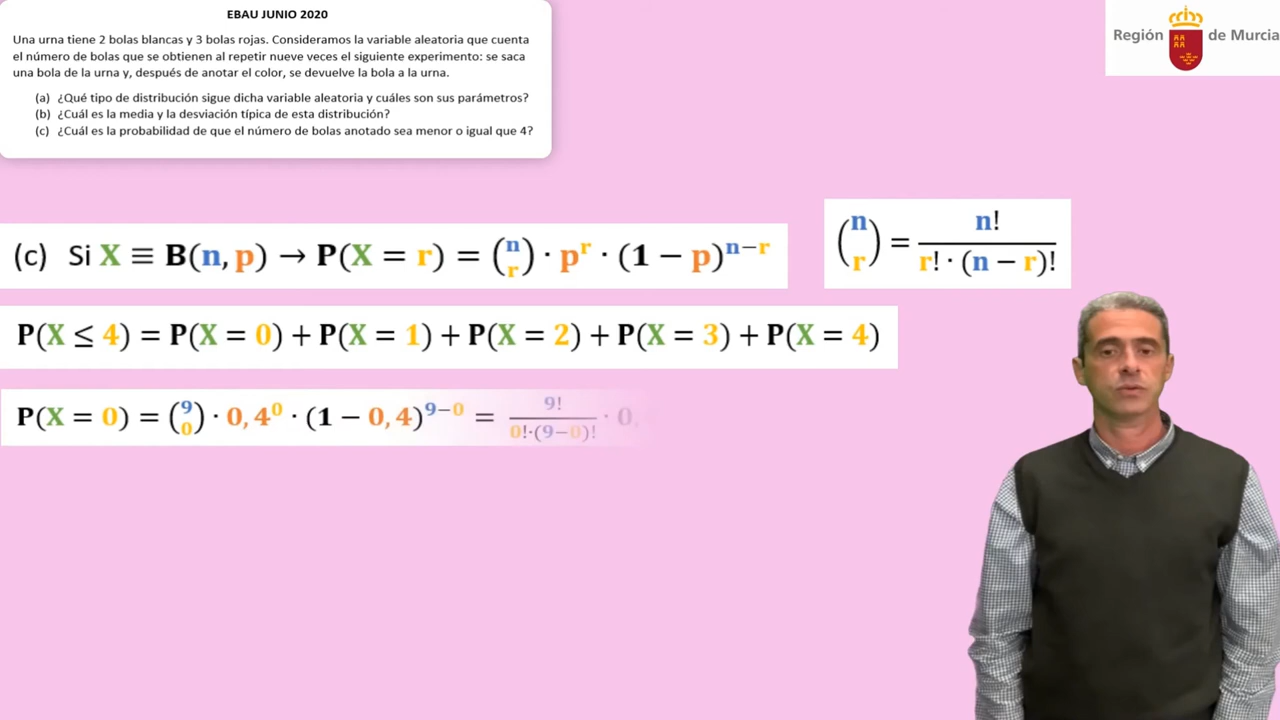 EBAU JUNIO 2020
Una urna tiene 2 bolas blancas y 3 bolas rojas. Consideramos la variable aleatoria que cuenta
el número de bolas que se obtienen al repetir nueve veces el siguiente experimento: se saca
una bola de la urna y, después de anotar el color, se devuelve la bola a la urna.
(a) ¿Qué tipo de distribución sigue dicha variable aleatoria y cuáles son sus parámetros?
(b) ¿Cuál es la media y la desviación típica de esta distribución?
(c) ¿Cuál es la probabilidad de que el número de bolas anotado sea menor o igual que 4?
Región de Murcia
(c) Si X ≡ B(n, p) → P(X = r) = (n r) · p^r · (1 − p)^(n−r)
(n r) = n! / r! · (n − r)!
P(X ≤ 4) = P(X = 0) + P(X = 1) + P(X = 2) + P(X = 3) + P(X = 4)
P(X = 0) = (9 0) · 0,4^0 · (1 − 0,4)^(9−0) = 9! / 0!·(9−0)! · 0,